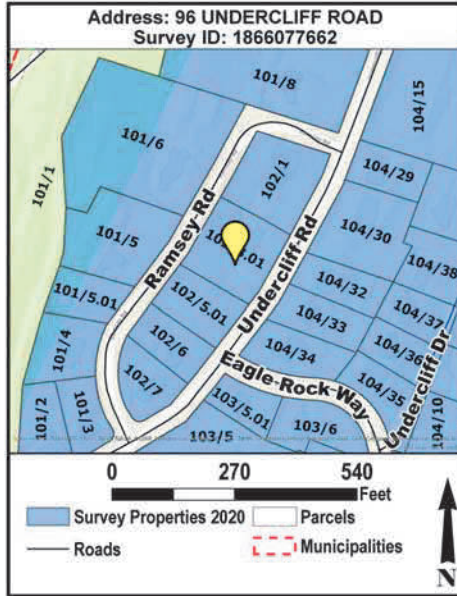 Address: 96 UNDERCLIFF ROAD
Survey ID: 1866077662
101/8
104/15
101/6
101/1
102/1
104/29
Ramsey Rd
104/30
101/5
Undercliff Rd
104/38
101/5.01
102/5.01
104/32
104/37
101/4
102/6
104/33
104/36
104/34
Eagle Rock Way
104/35
Undercliff Dr
102/7
101/2
101/3
103/5.01
103/6
104/10
103/5
0 270 540
Feet
Survey Properties 2020
Parcels
Roads
Municipalities
N